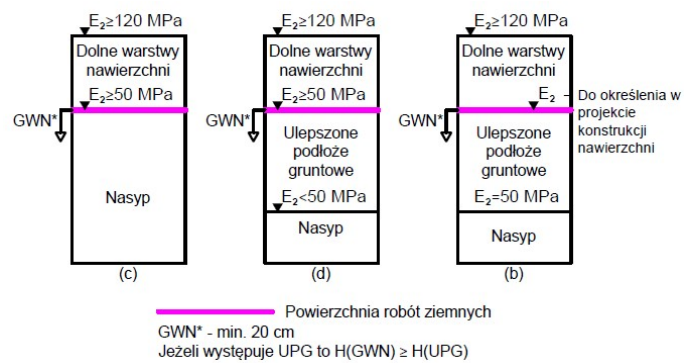 E₂≥120 MPa
Dolne warstwy
nawierzchni
E₂≥50 MPa
GWN*
Nasyp
(c)
E₂≥120 MPa
Dolne warstwy
nawierzchni
E₂≥50 MPa
GWN*
Ulepszone
podłoże
gruntowe
E₂<50 MPa
Nasyp
(d)
E₂≥120 MPa
Dolne warstwy
nawierzchni
E₂ – Do określenia w
projekcie
konstrukcji
nawierzchni
GWN*
Ulepszone
podłoże
gruntowe
E₂=50 MPa
Nasyp
(b)
Powierzchnia robót ziemnych
GWN* - min. 20 cm
Jeżeli występuje UPG to H(GWN) ≥ H(UPG)